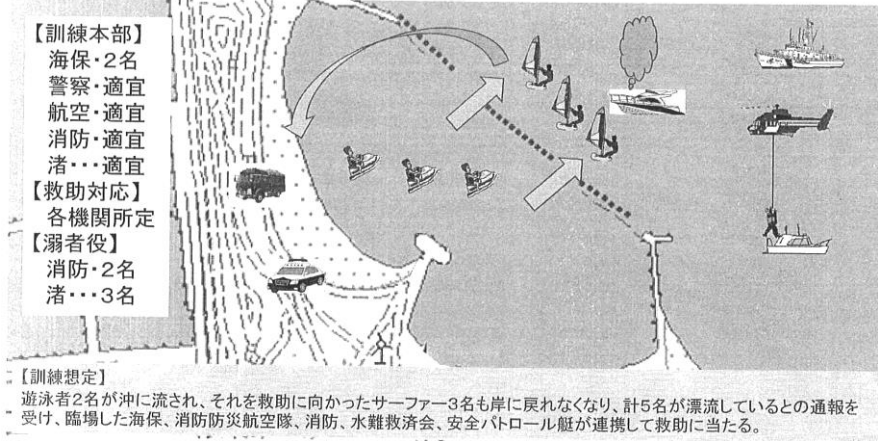 【訓練本部】
海保・2名
警察・適宜
航空・適宜
消防・適宜
渚・・・適宜
【救助対応】
各機関所定
【溺者役】
消防・2名
渚・・・3名
【訓練想定】
遊泳者2名が沖に流され、それを救助に向かったサーファー3名も岸に戻れなくなり、計5名が漂流しているとの通報を
受け、臨場した海保、消防防災航空隊、消防、水難救済会、安全パトロール艇が連携して救助に当たる。